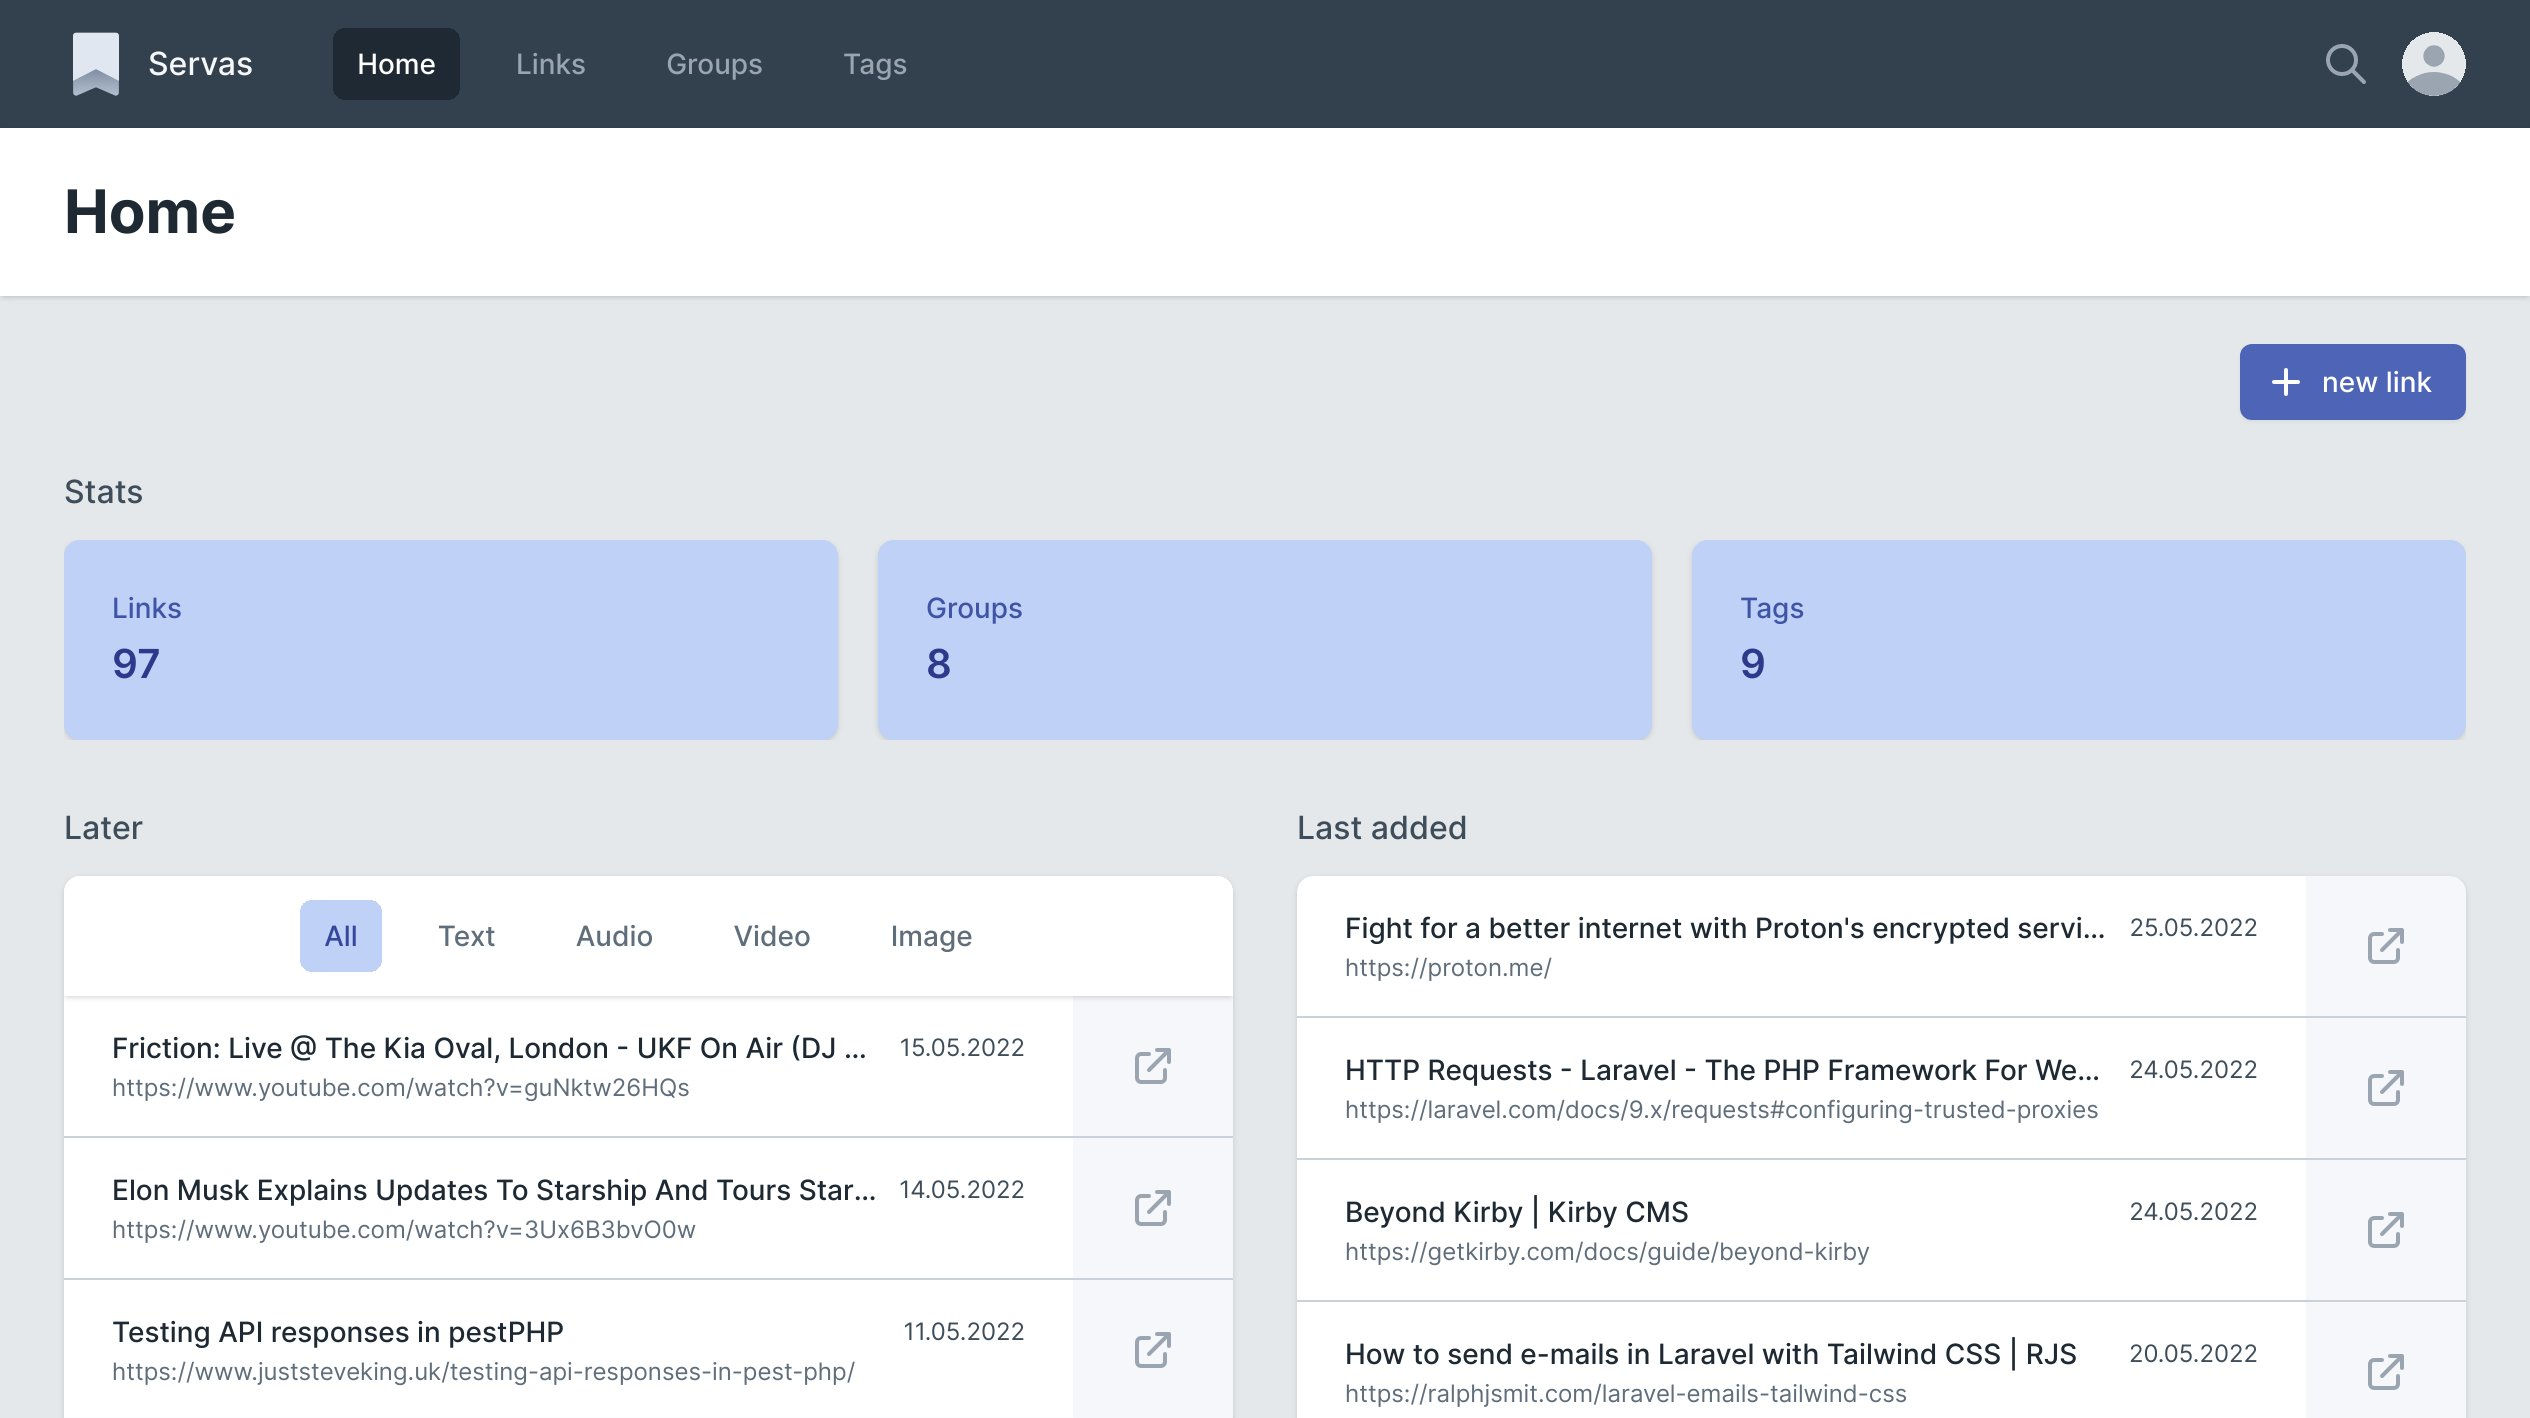 Servas
Home
Links
Groups
Tags
Home
new link
Stats
Links
97
Groups
8
Tags
9
Later
All
Text
Audio
Video
Image
Friction: Live @ The Kia Oval, London - UKF On Air (DJ ...
15.05.2022
https://www.youtube.com/watch?v=guNktw26HQs
Elon Musk Explains Updates To Starship And Tours Star...
14.05.2022
https://www.youtube.com/watch?v=3Ux6B3bvO0w
Testing API responses in pestPHP
11.05.2022
https://www.juststeveking.uk/testing-api-responses-in-pest-php/
Last added
Fight for a better internet with Proton's encrypted servi...
25.05.2022
https://proton.me/
HTTP Requests - Laravel - The PHP Framework For We...
24.05.2022
https://laravel.com/docs/9.x/requests#configuring-trusted-proxies
Beyond Kirby | Kirby CMS
24.05.2022
https://getkirby.com/docs/guide/beyond-kirby
How to send e-mails in Laravel with Tailwind CSS | RJS
20.05.2022
https://ralphjsmit.com/laravel-emails-tailwind-css